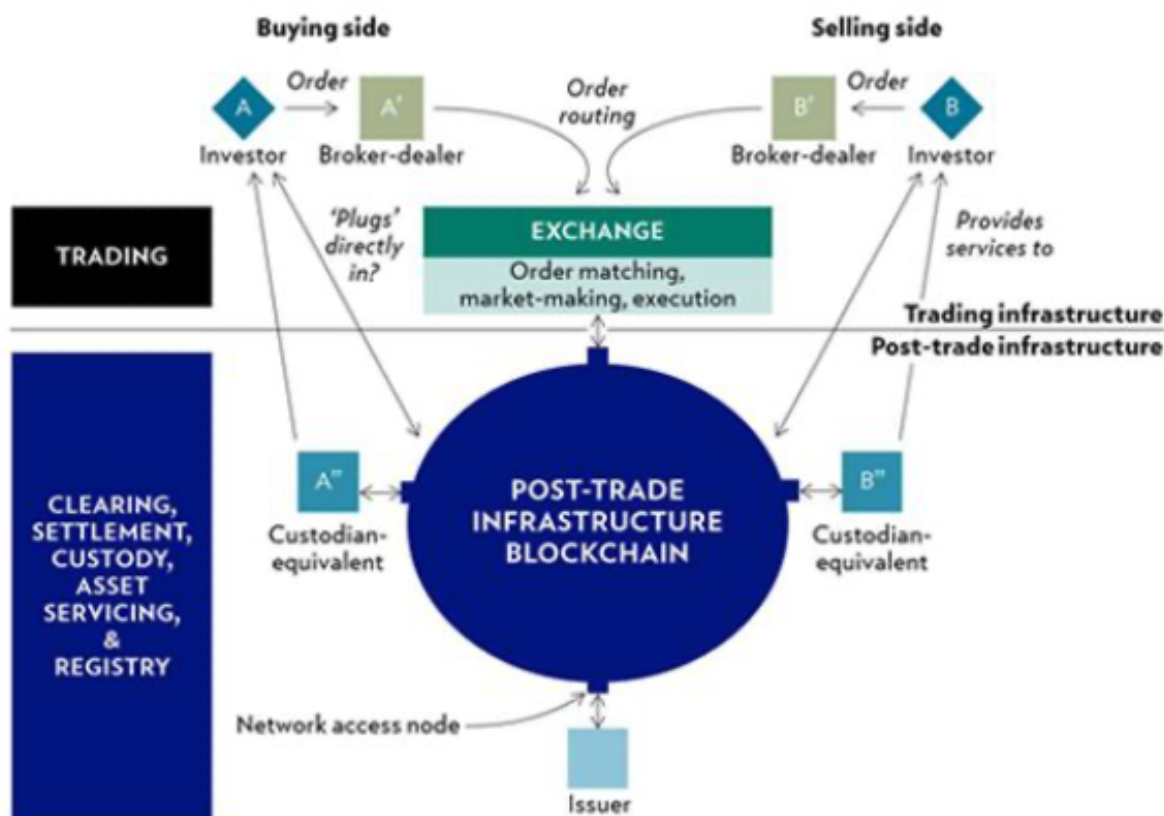 Buying side
Selling side
A
Order
A'
Order
routing
B'
Order
B
Investor
Broker-dealer
Broker-dealer
Investor
TRADING
'Plugs'
directly
in?
EXCHANGE
Order matching,
market-making, execution
Provides
services to
Trading infrastructure
Post-trade infrastructure
CLEARING,
SETTLEMENT,
CUSTODY,
ASSET
SERVICING,
&
REGISTRY
A"
Custodian-
equivalent
POST-TRADE
INFRASTRUCTURE
BLOCKCHAIN
B"
Custodian-
equivalent
Network access node
Issuer